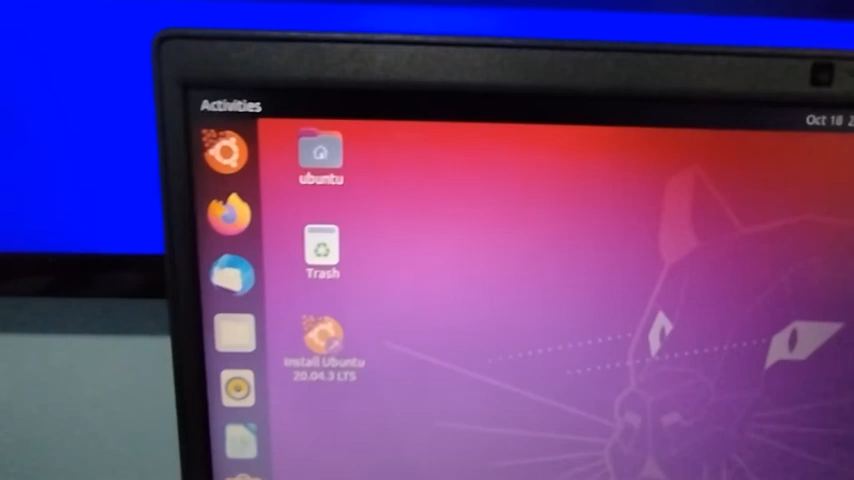 Activities
Oct 18
ubuntu
Trash
Install Ubuntu
20.04.3 LTS